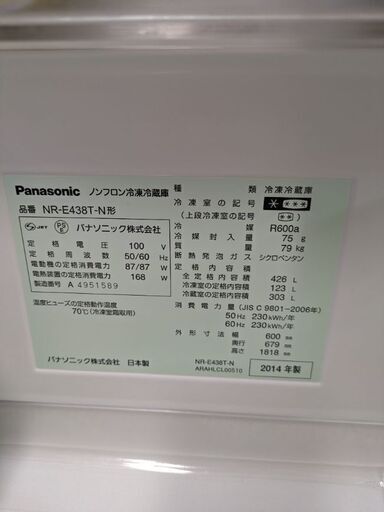 Panasonic ノンフロン冷凍冷蔵庫
品番 NR-E438T-N形
JET PSE パナソニック株式会社
定格電圧 100 V
定格周波数 50/60 Hz
電動機の定格消費電力 87/87 W
電熱装置の定格消費電力 168 W
製造番号 A 4951589
温度ヒューズの定格動作温度
70℃(冷凍室霜取用)
パナソニック株式会社 日本製
種類 冷凍冷蔵庫
冷凍室の記号 ＊＊＊＊
(上段冷凍室の記号) ＊＊
冷媒 R600a
冷媒封入量 75 g
質量 79 kg
断熱発泡ガス シクロペンタン
定格内容積
全定格内容積 426 L
冷凍室の定格内容積 123 L
冷蔵室の定格内容積 303 L
消費電力量 (JIS C 9801-2006年)
50 Hz 230 kWh/年
60 Hz 230 kWh/年
外形寸法 幅 600 mm
奥行 679 mm
高さ 1818 mm
NR-E438T-N
ARAHLCL00510
2014年製